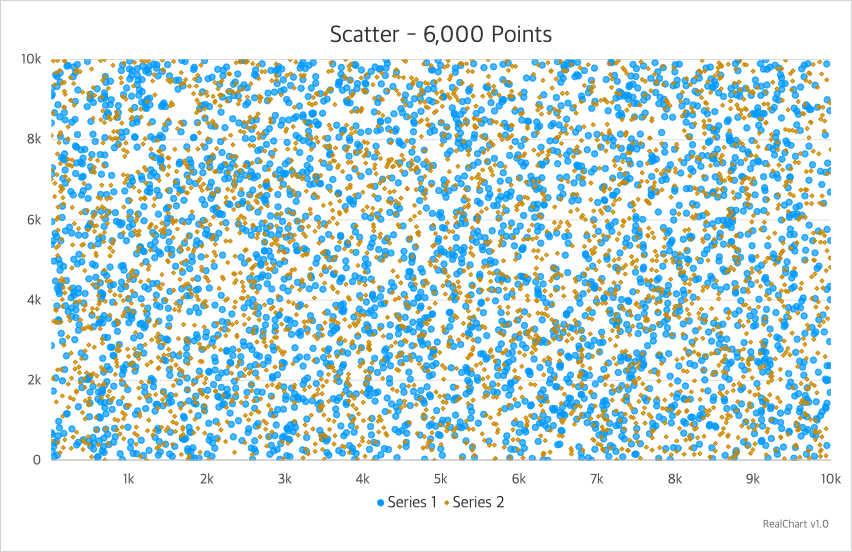 Scatter - 6,000 Points
10k
8k
6k
4k
2k
0
1k 2k 3k 4k 5k 6k 7k 8k 9k 10k
Series 1 Series 2
RealChart v1.0